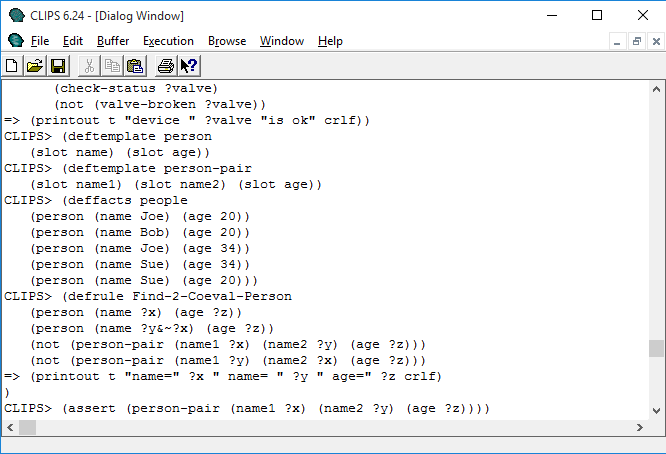 CLIPS 6.24 - [Dialog Window]
File Edit Buffer Execution Browse Window Help
(check-status ?valve)
(not (valve-broken ?valve))
=> (printout t "device " ?valve "is ok" crlf))
CLIPS> (deftemplate person
(slot name) (slot age))
CLIPS> (deftemplate person-pair
(slot name1) (slot name2) (slot age))
CLIPS> (deffacts people
(person (name Joe) (age 20))
(person (name Bob) (age 20))
(person (name Joe) (age 34))
(person (name Sue) (age 34))
(person (name Sue) (age 20)))
CLIPS> (defrule Find-2-Coeval-Person
(person (name ?x) (age ?z))
(person (name ?y&~?x) (age ?z))
(not (person-pair (name1 ?x) (name2 ?y) (age ?z)))
(not (person-pair (name1 ?y) (name2 ?x) (age ?z)))
=> (printout t "name=" ?x " name= " ?y " age=" ?z crlf)
)
CLIPS> (assert (person-pair (name1 ?x) (name2 ?y) (age ?z))))